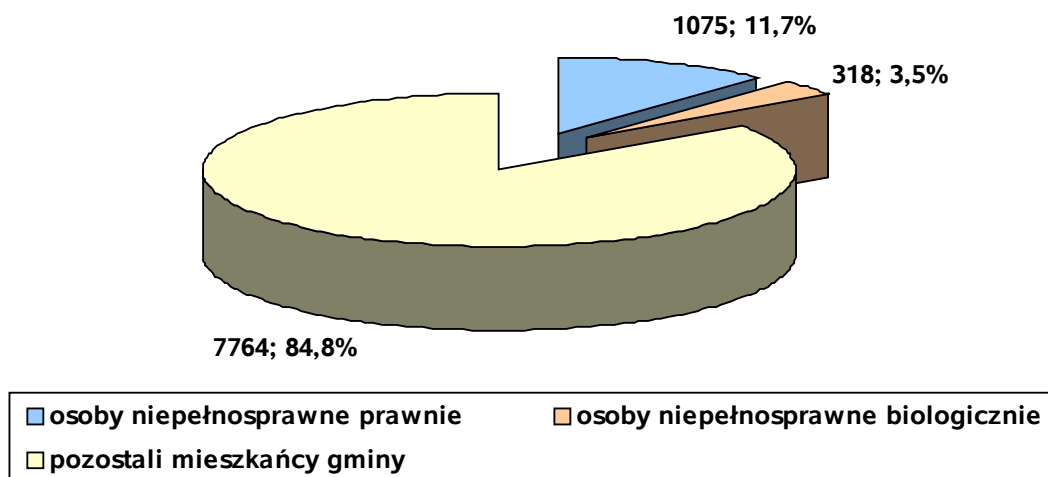 1075; 11,7%
318; 3,5%
7764; 84,8%
osoby niepełnosprawne prawnie
osoby niepełnosprawne biologicznie
pozostali mieszkańcy gminy